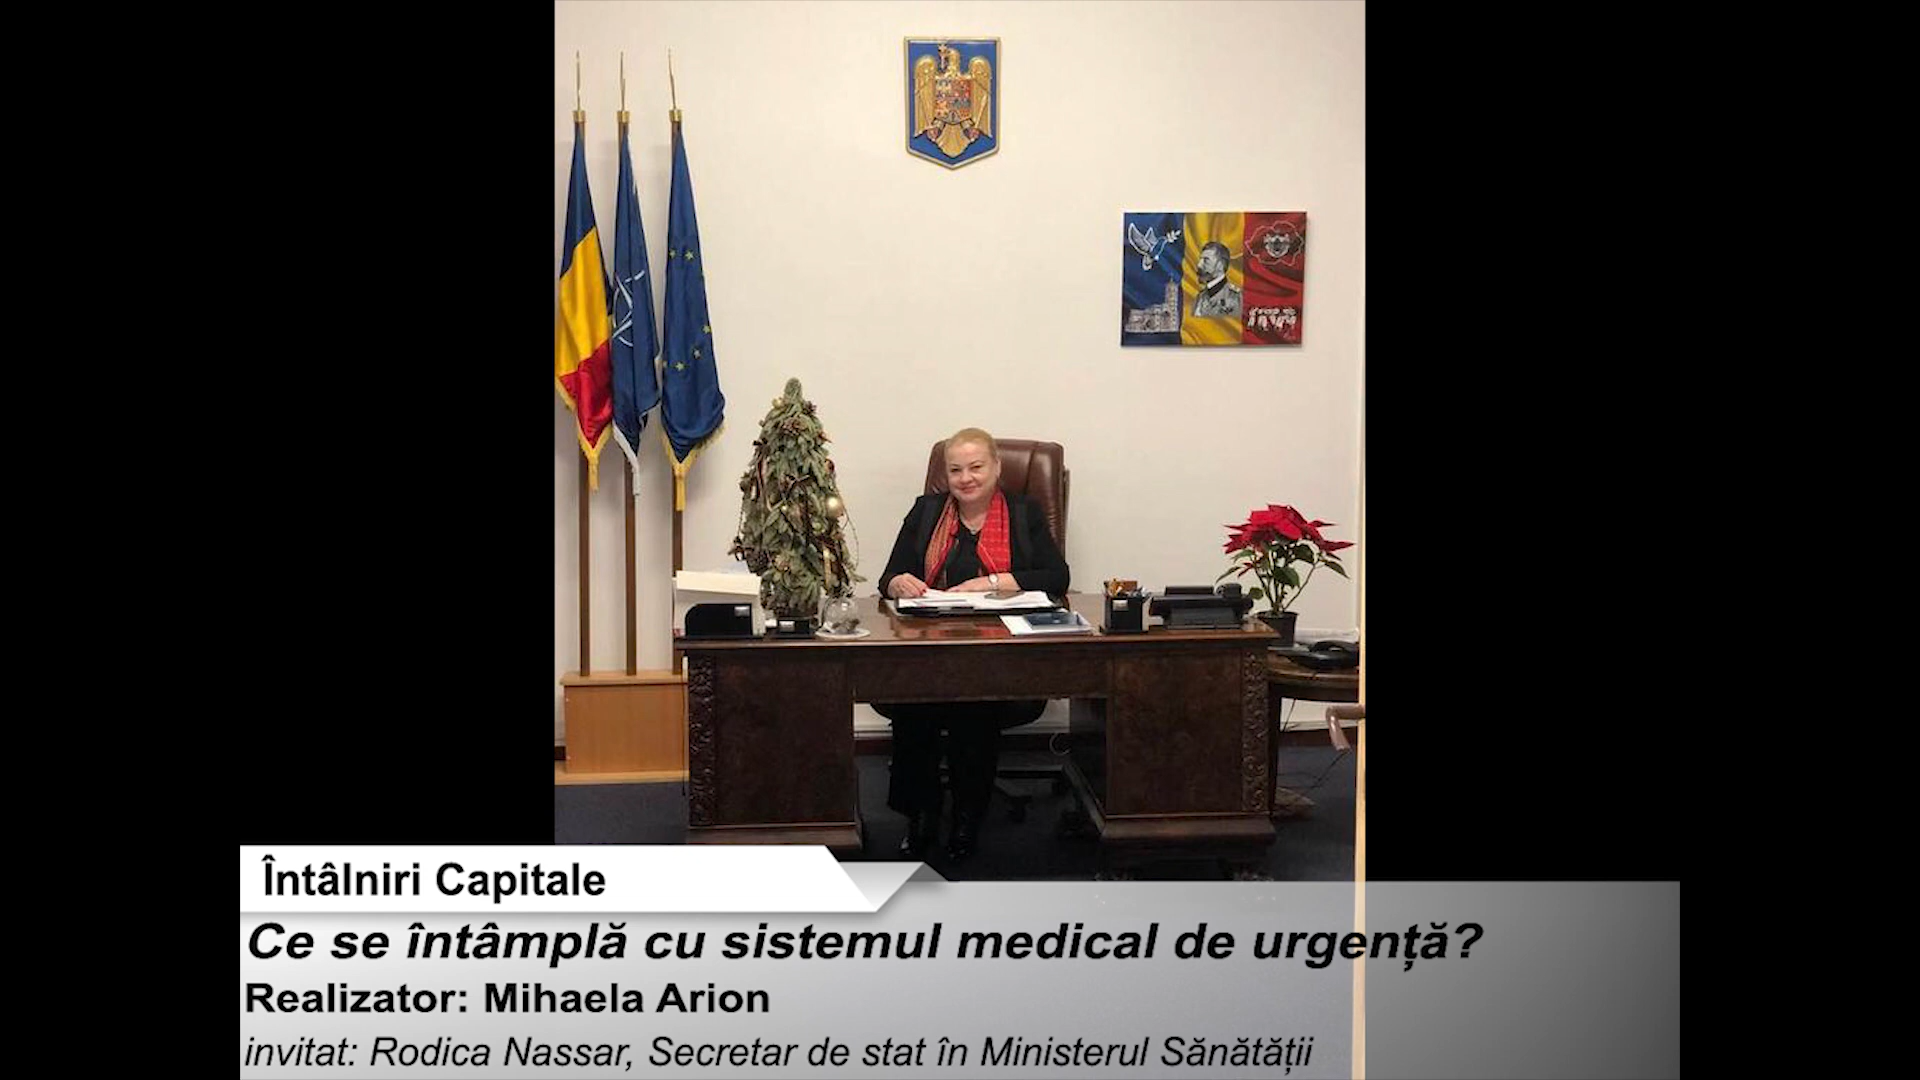 Întâlniri Capitale
Ce se întâmplă cu sistemul medical de urgență?
Realizator: Mihaela Arion
invitat: Rodica Nassar, Secretar de stat în Ministerul Sănătății